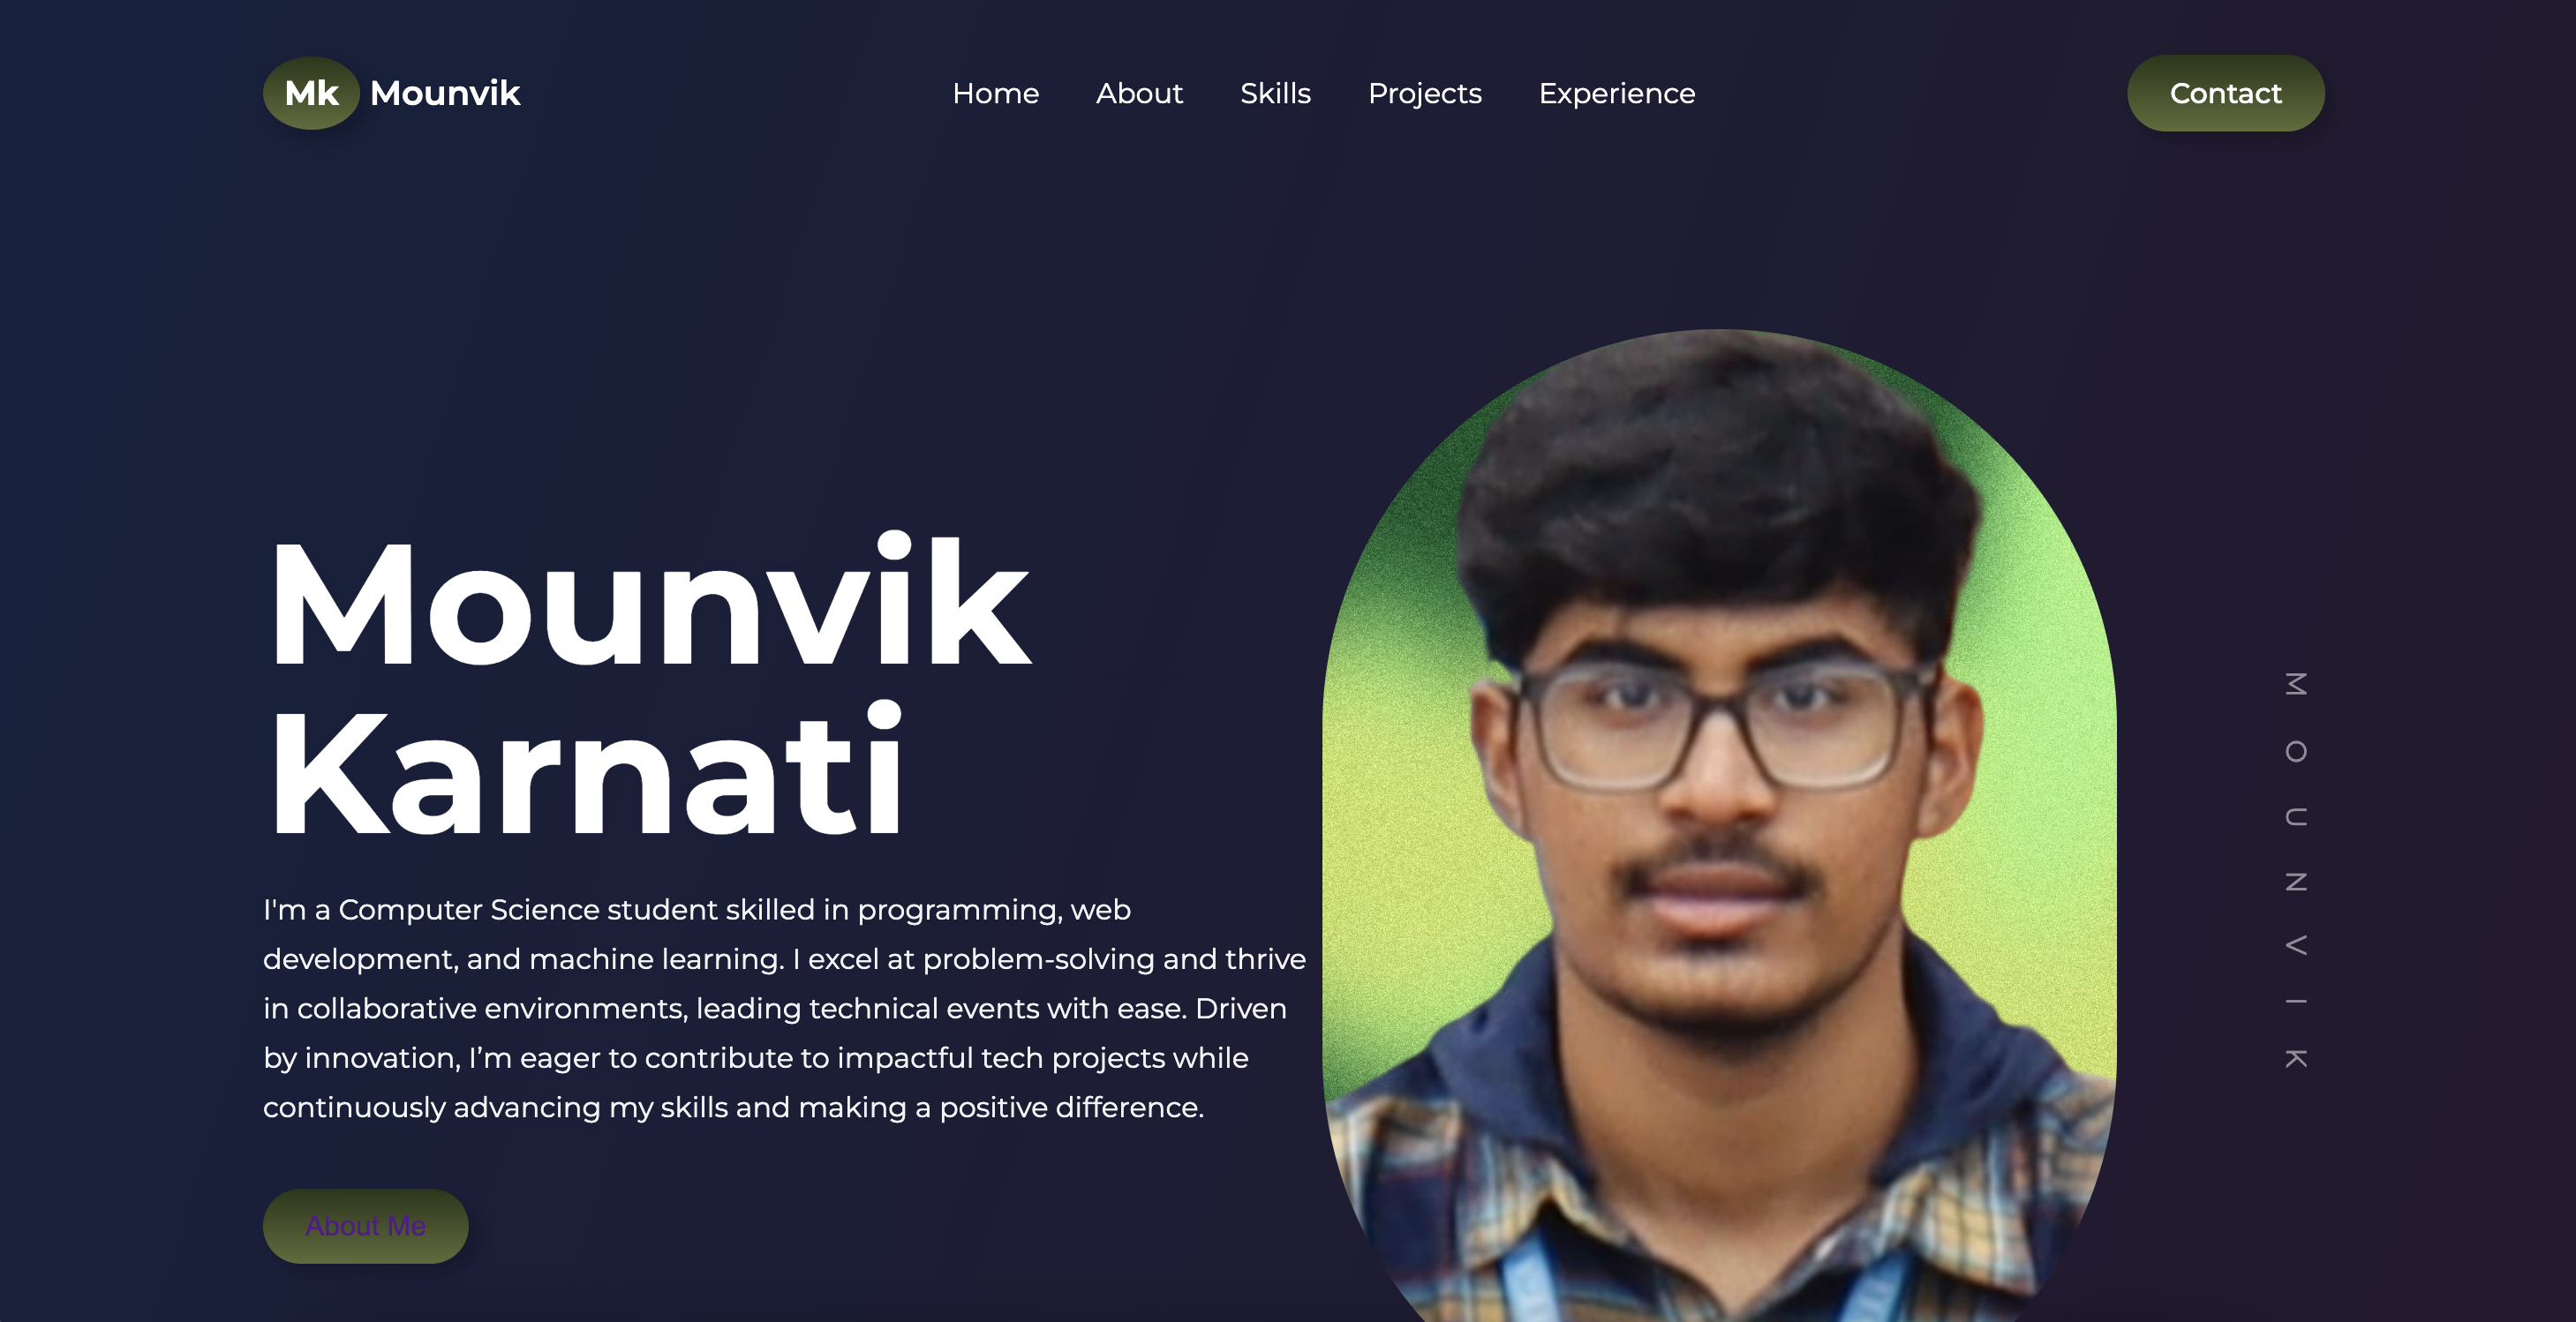 Mk Mounvik
Home About Skills Projects Experience
Contact
Mounvik
Karnati
I'm a Computer Science student skilled in programming, web
development, and machine learning. I excel at problem-solving and thrive
in collaborative environments, leading technical events with ease. Driven
by innovation, I’m eager to contribute to impactful tech projects while
continuously advancing my skills and making a positive difference.
About Me
MOUNVIK